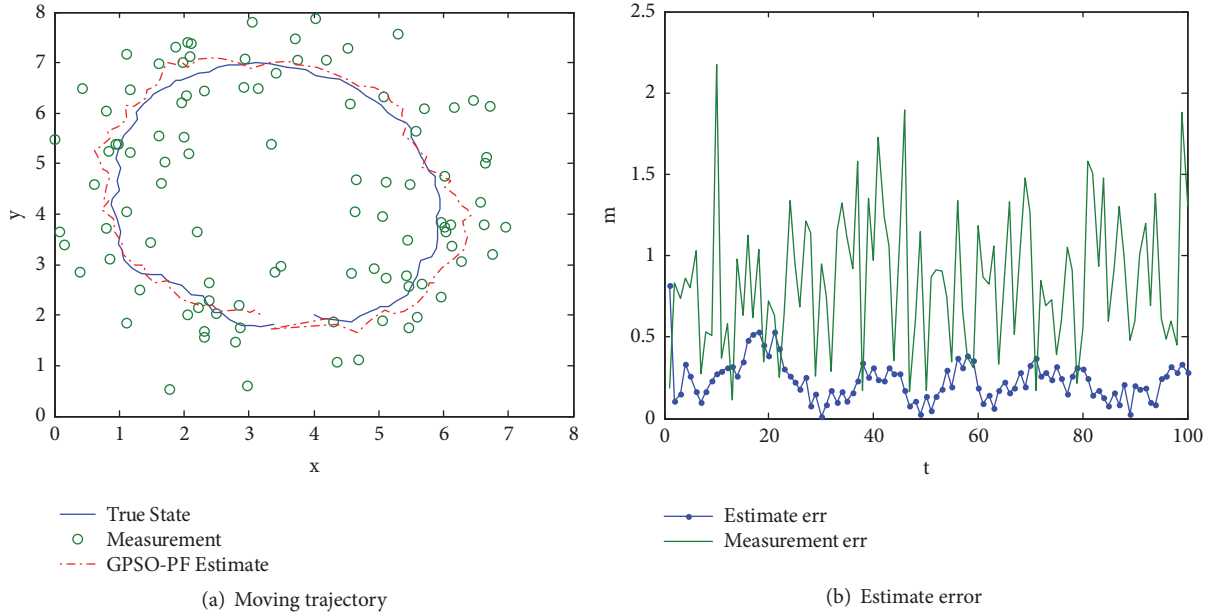 8
7
6
5
4
3
2
1
0
y
0 1 2 3 4 5 6 7 8
x
True State
Measurement
GPSO-PF Estimate
(a) Moving trajectory
2.5
2
1.5
1
0.5
0
m
0 20 40 60 80 100
t
Estimate err
Measurement err
(b) Estimate error